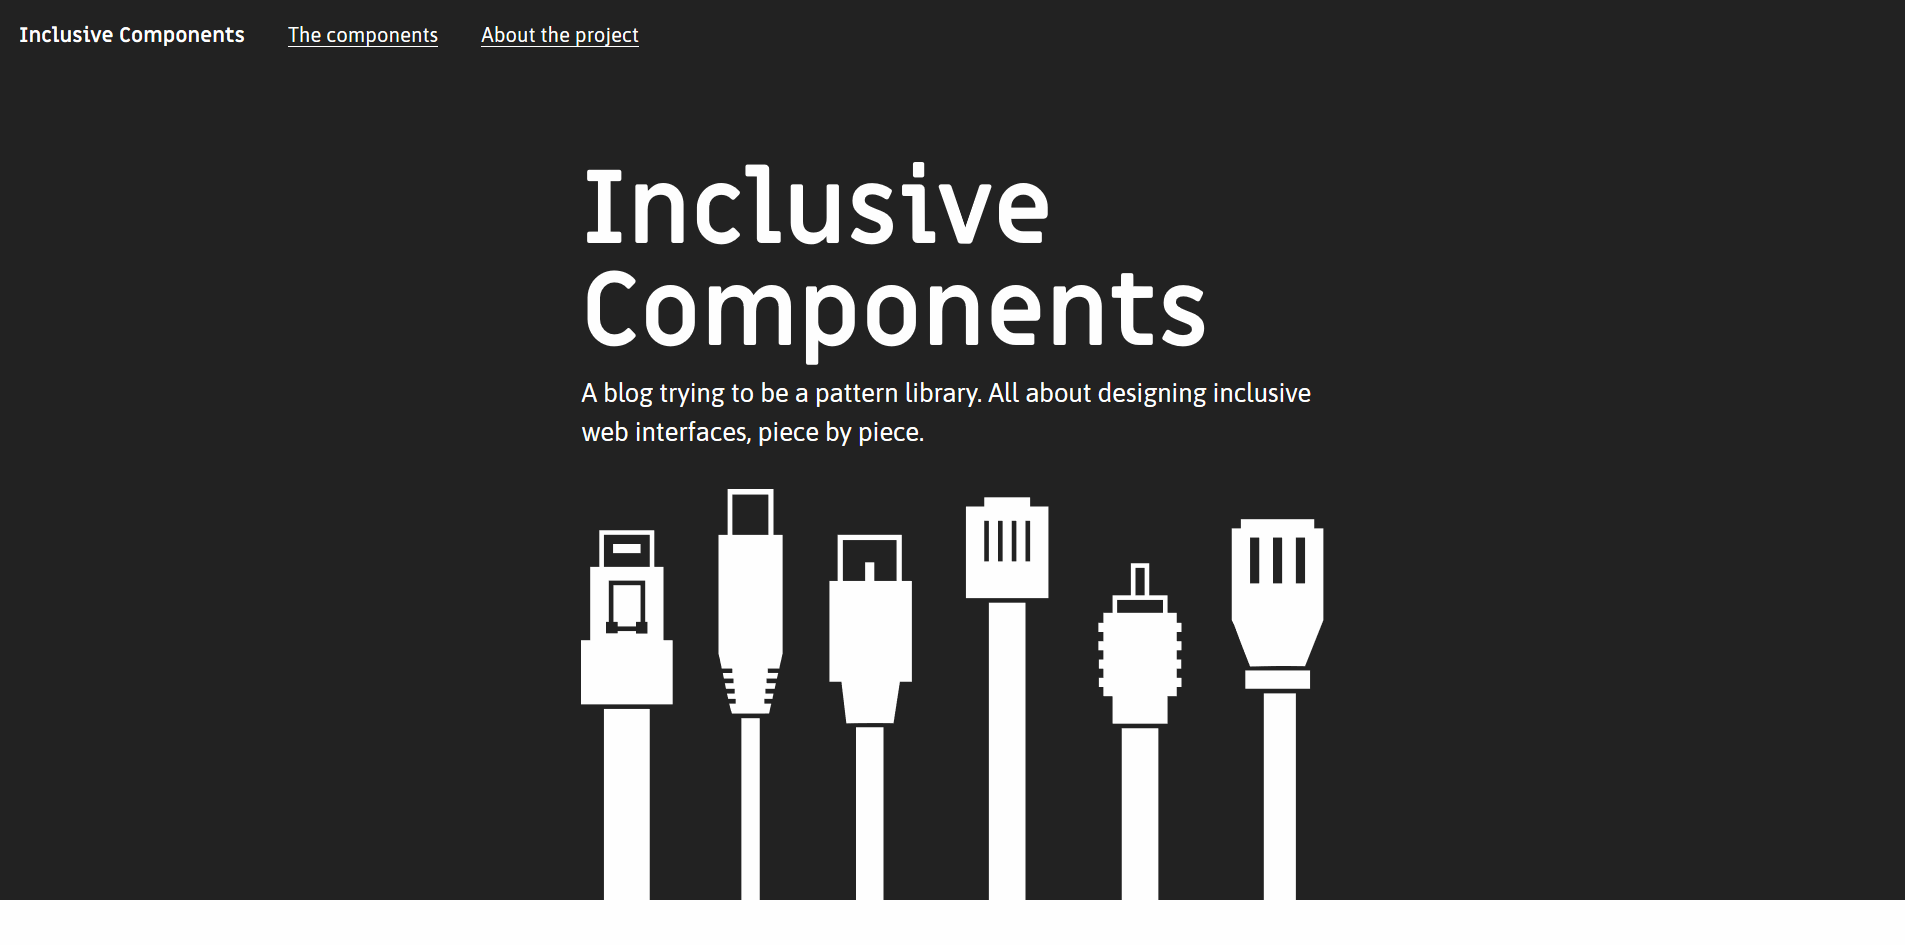 Inclusive Components The components About the project
Inclusive
Components
A blog trying to be a pattern library. All about designing inclusive
web interfaces, piece by piece.